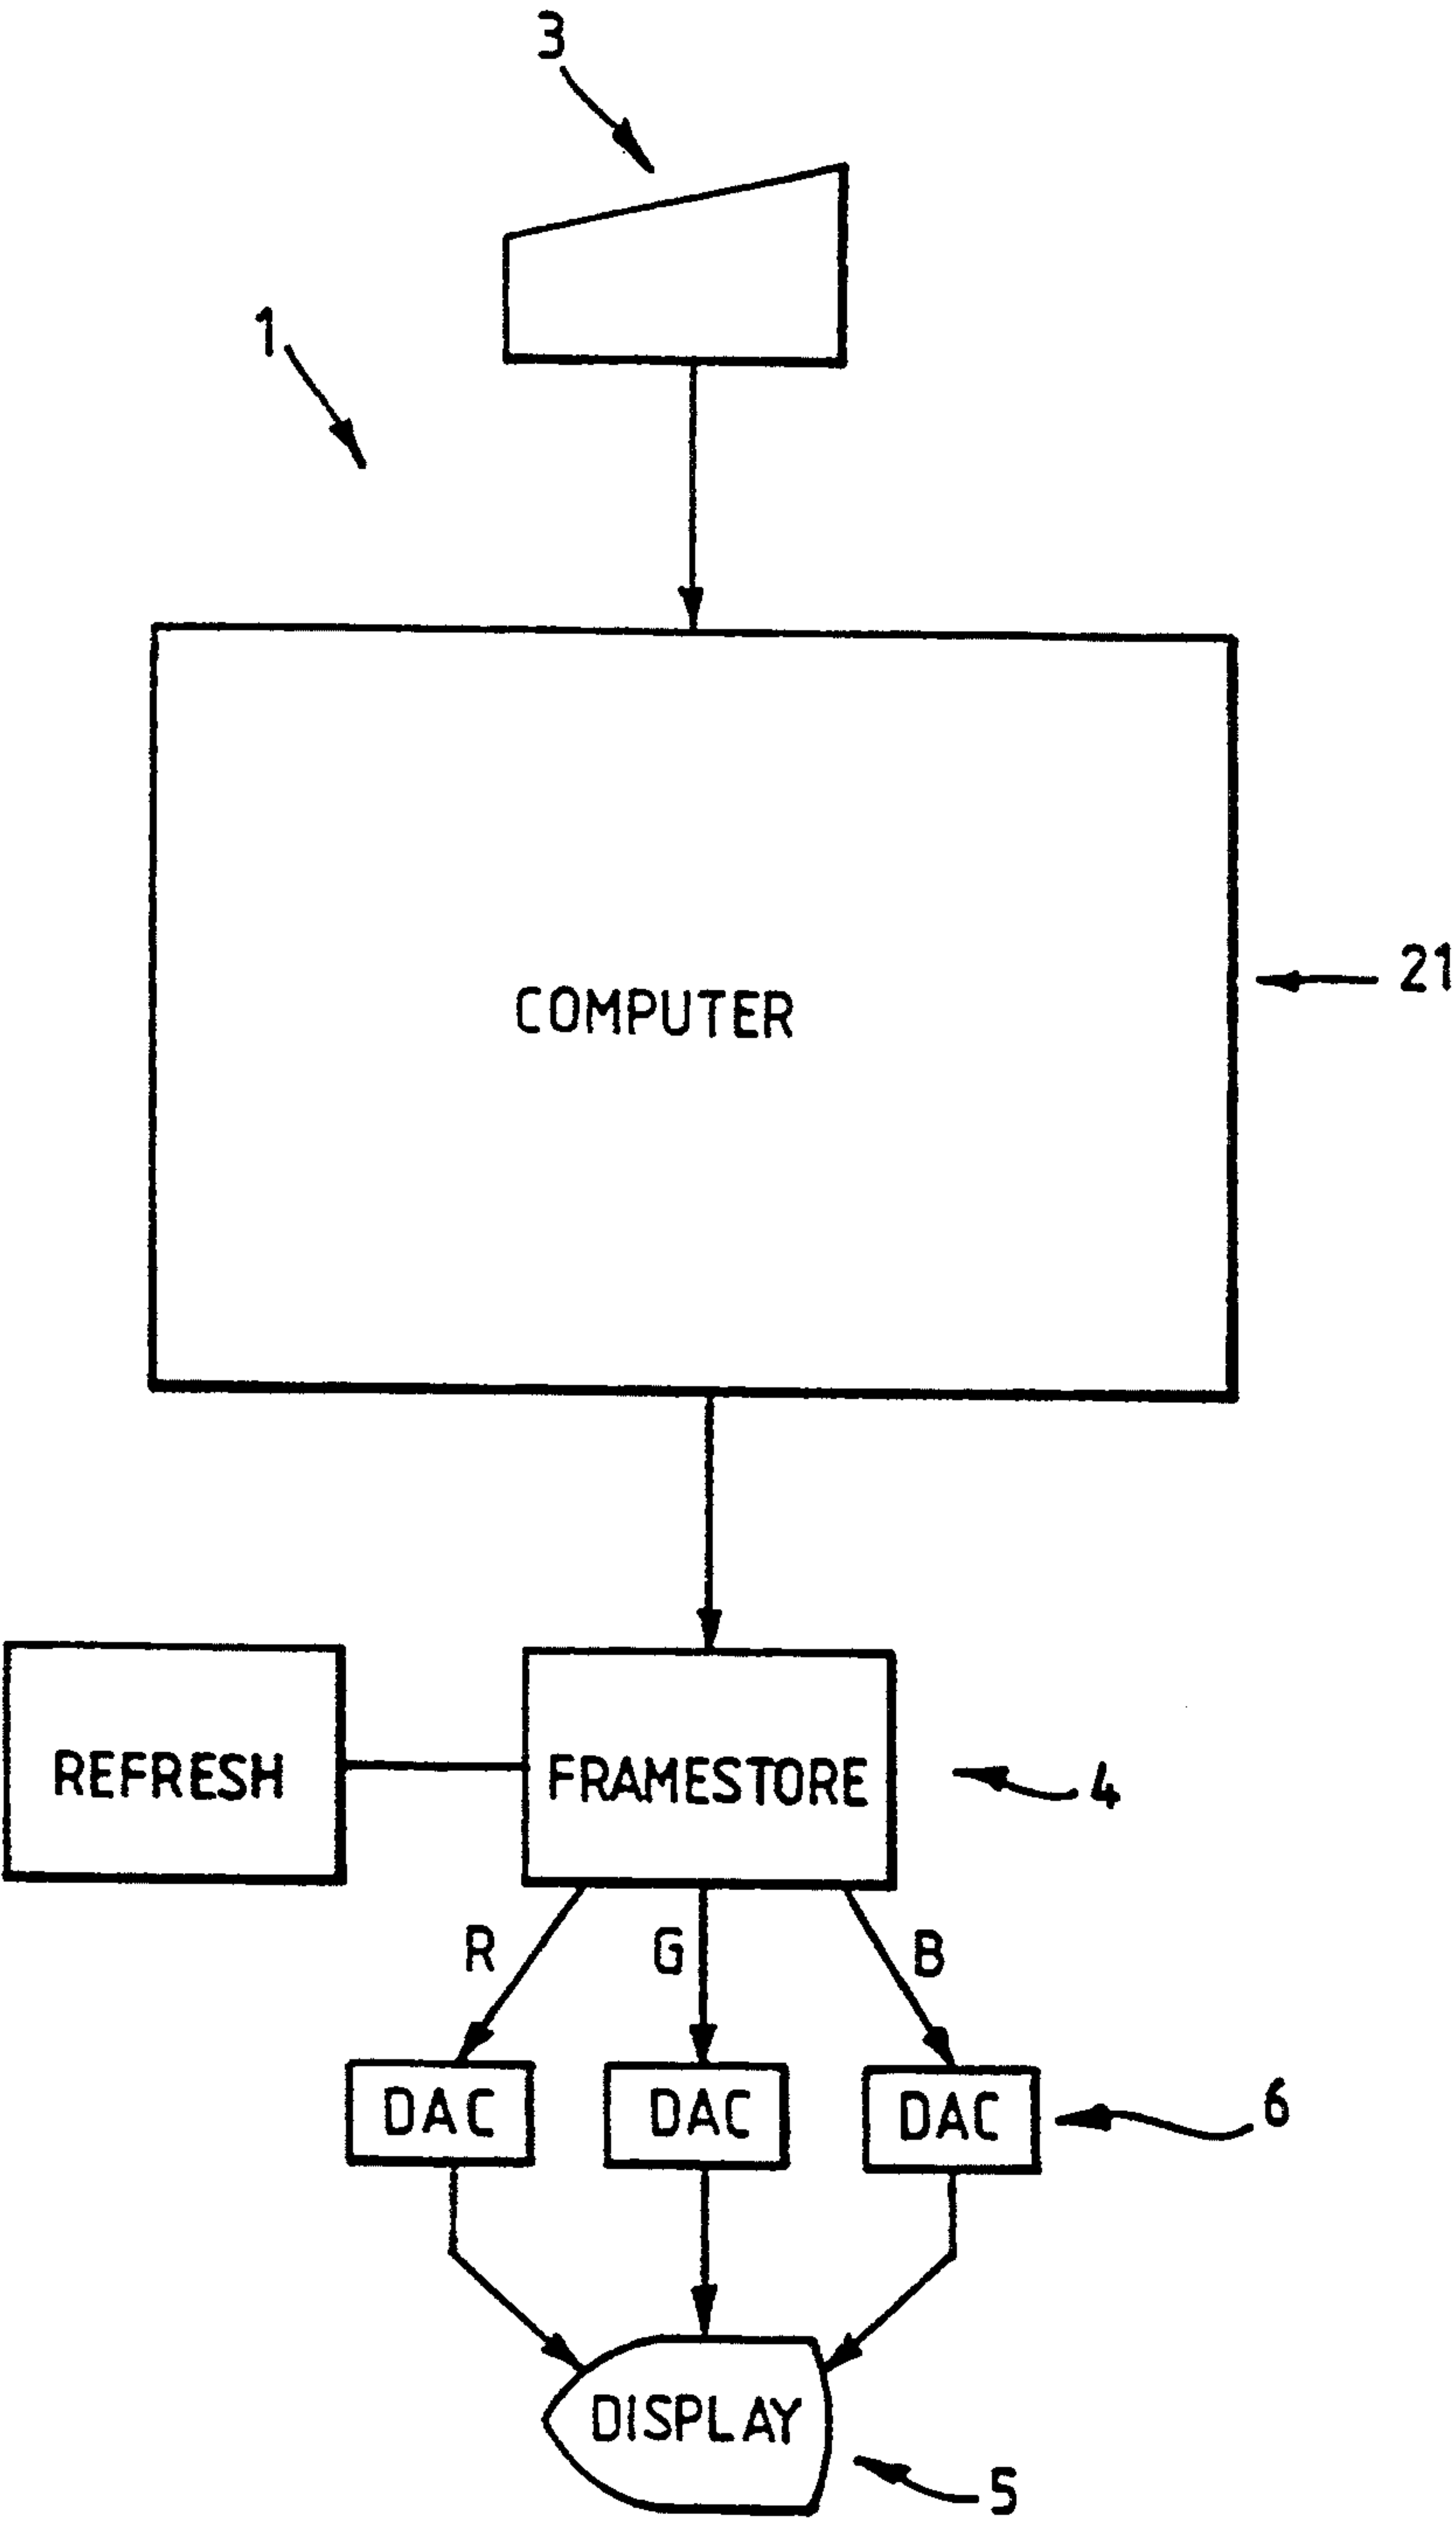 3
1
COMPUTER
21
REFRESH
FRAMESTORE
4
R
G
B
DAC
DAC
DAC
6
DISPLAY
5